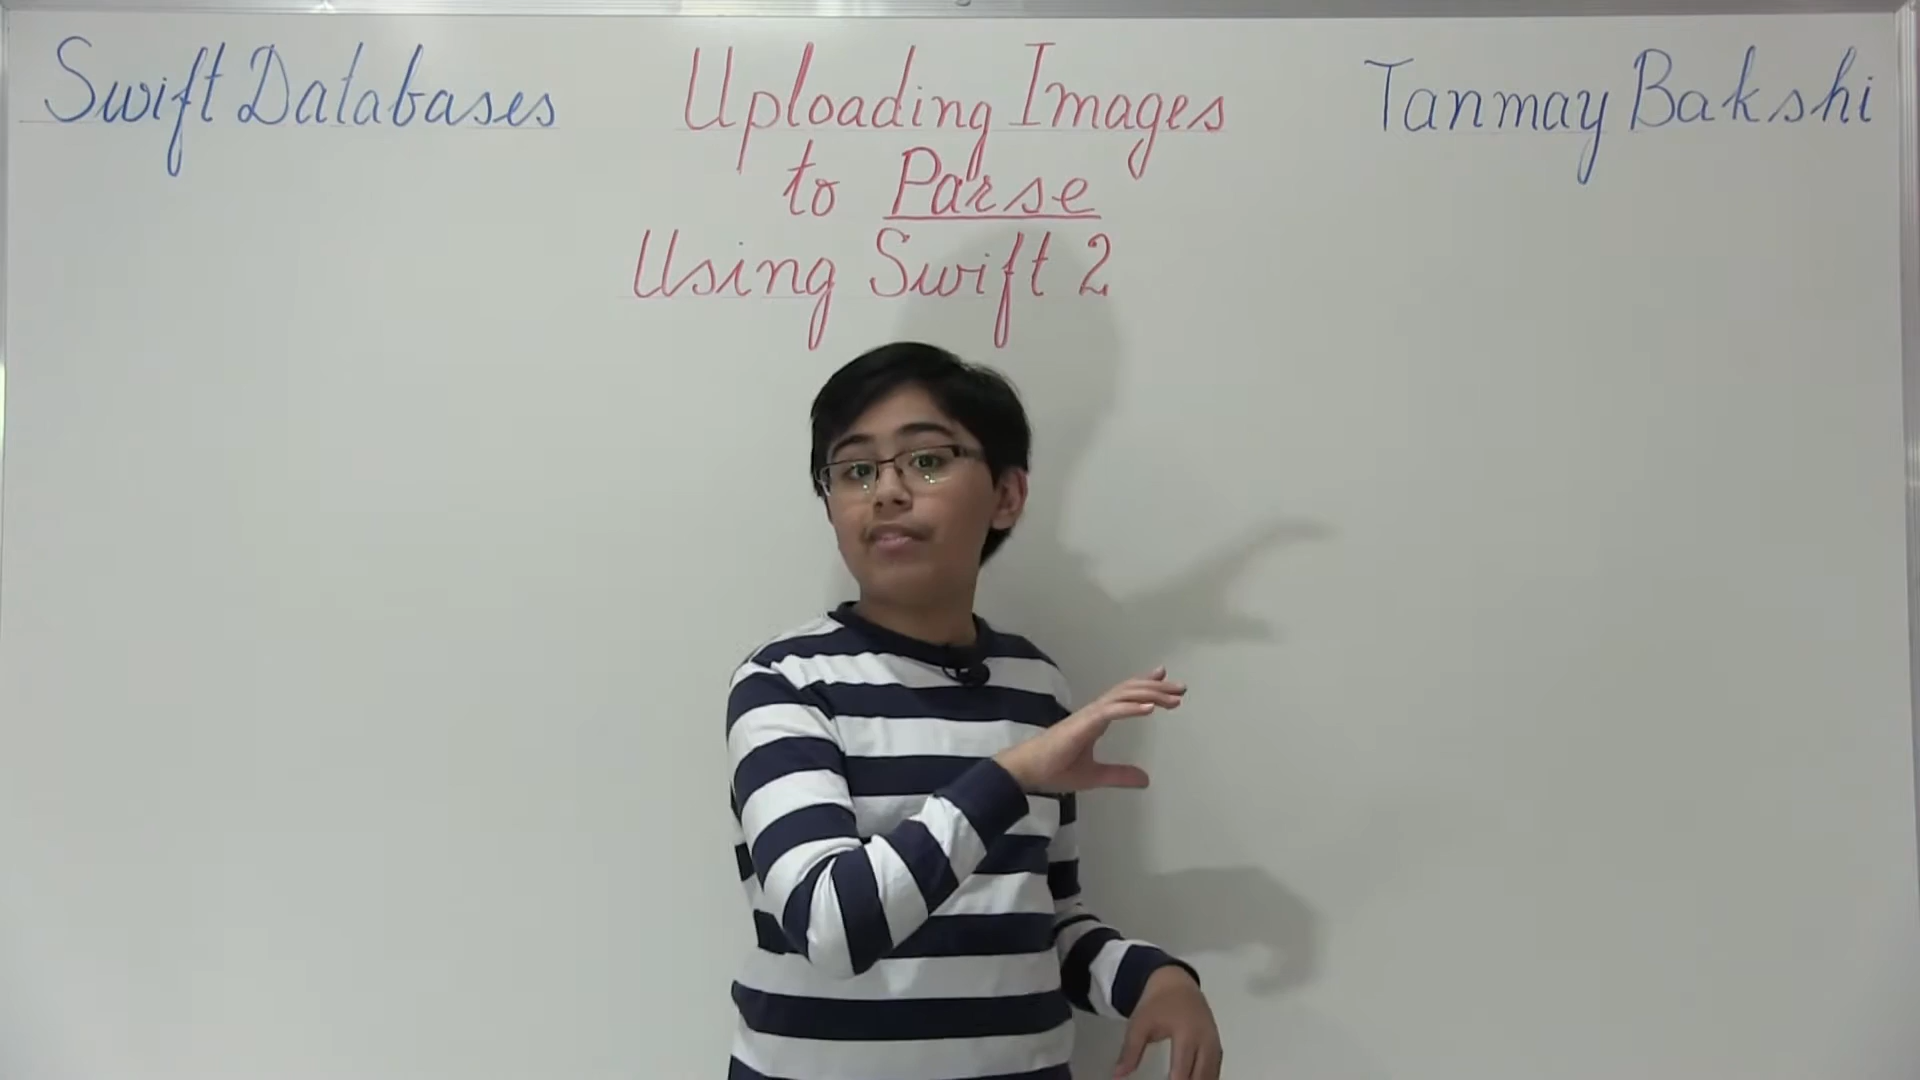 Swift Databases
Uploading Images
to Parse
Using Swift 2
Tanmay Bakshi